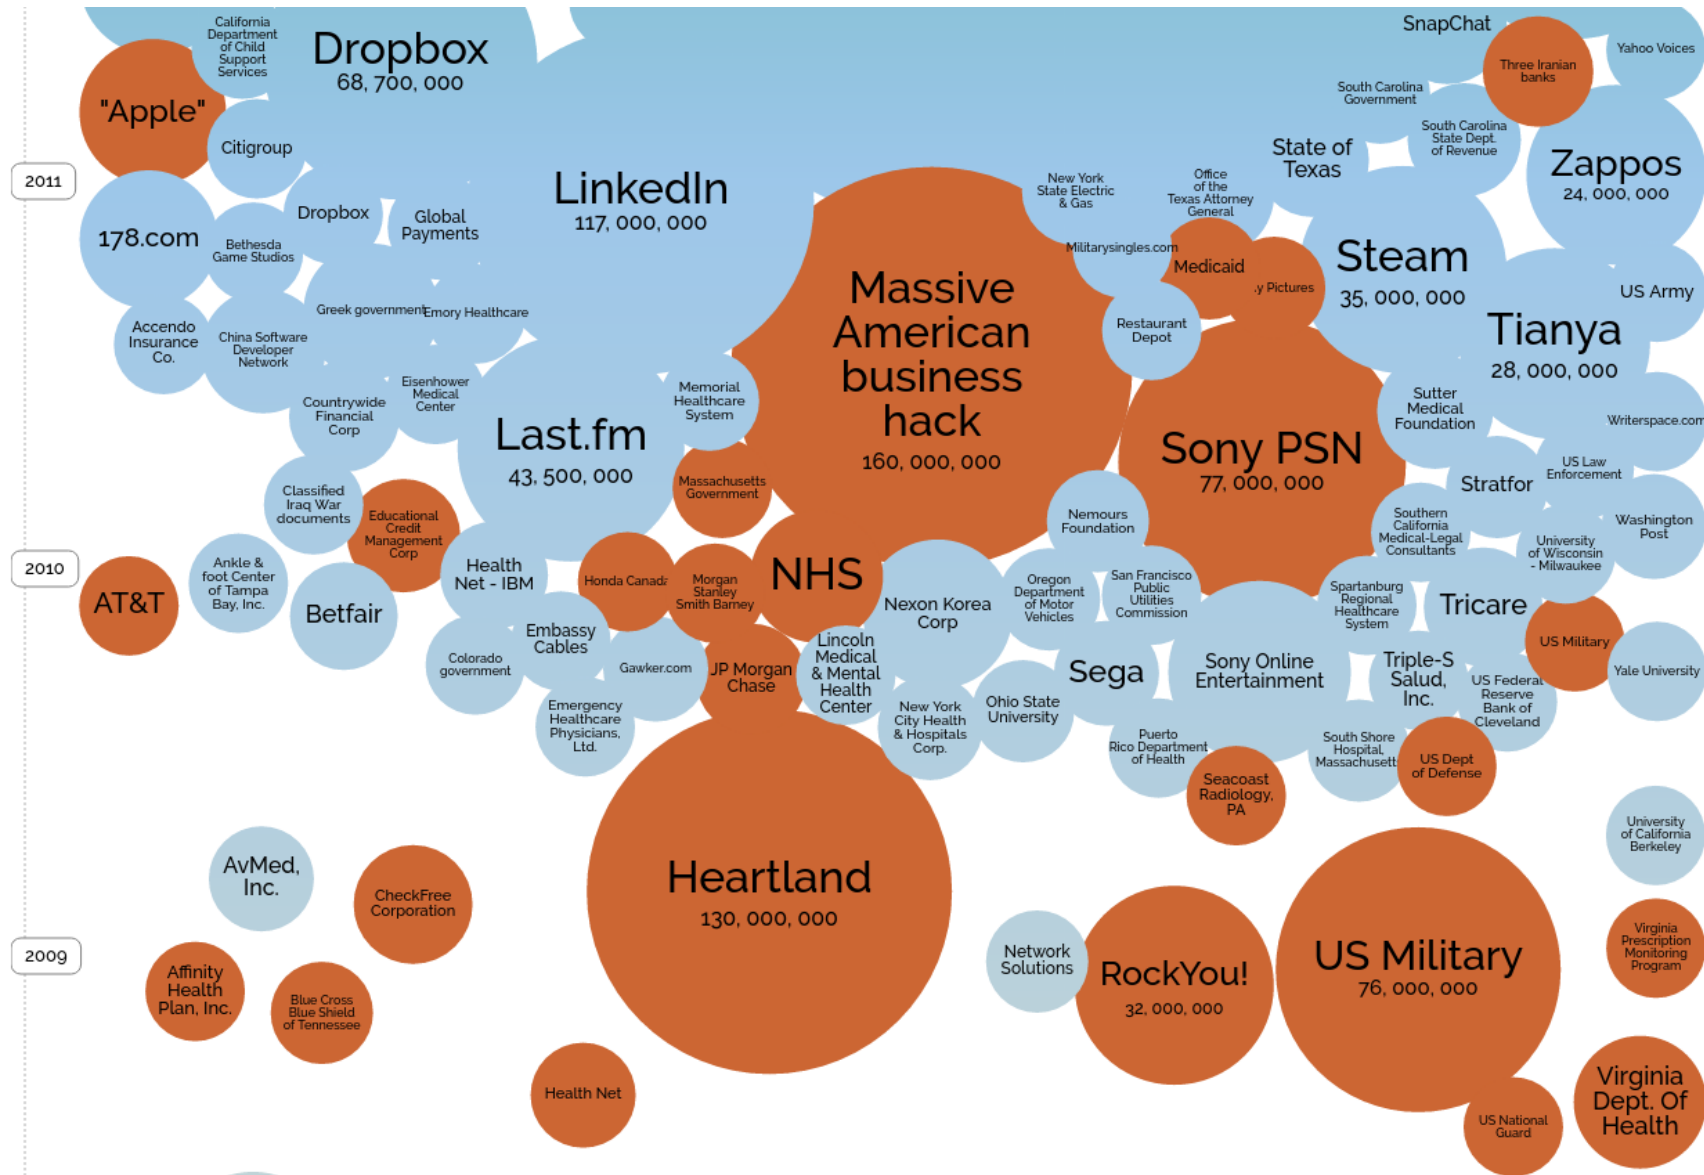 California
Department
of Child
Support
Services
Dropbox
68, 700, 000
SnapChat
Yahoo Voices
Three Iranian
banks
"Apple"
South Carolina
Government
Citigroup
South Carolina
State Dept.
of Revenue
State of
Texas
Zappos
24, 000, 000
2011
LinkedIn
117, 000, 000
New York
State Electric
& Gas
Office
of the
Texas Attorney
General
Dropbox
Global
Payments
178.com
Bethesda
Game Studios
Militarysingles.com
Medicaid
y Pictures
Steam
35, 000, 000
US Army
Massive
American
business
hack
160, 000, 000
Greek government
Emory Healthcare
Accendo
Insurance
Co.
China Software
Developer
Network
Restaurant
Depot
Tianya
28, 000, 000
Countrywide
Financial
Corp
Eisenhower
Medical
Center
Memorial
Healthcare
System
Sutter
Medical
Foundation
Writerspace.com
Last.fm
43, 500, 000
Sony PSN
77, 000, 000
US Law
Enforcement
Stratfor
Massachusetts
Government
Classified
Iraq War
documents
Educational
Credit
Management
Corp
Nemours
Foundation
Southern
California
Medical-Legal
Consultants
Washington
Post
University
of Wisconsin
- Milwaukee
2010
Ankle &
foot Center
of Tampa
Bay, Inc.
AT&T
Betfair
Health
Net - IBM
Honda Canada
Morgan
Stanley
Smith Barney
NHS
Nexon Korea
Corp
Oregon
Department
of Motor
Vehicles
San Francisco
Public
Utilities
Commission
Spartanburg
Regional
Healthcare
System
Tricare
US Military
Embassy
Cables
Colorado
government
Gawker.com
JP Morgan
Chase
Lincoln
Medical
& Mental
Health
Center
Sega
Sony Online
Entertainment
Triple-S
Salud,
Inc.
US Federal
Reserve
Bank of
Cleveland
Yale University
Emergency
Healthcare
Physicians,
Ltd.
New York
City Health
& Hospitals
Corp.
Ohio State
University
Puerto
Rico Department
of Health
South Shore
Hospital,
Massachusett
US Dept
of Defense
Seacoast
Radiology,
PA
University
of California
Berkeley
AvMed,
Inc.
CheckFree
Corporation
Heartland
130, 000, 000
2009
Network
Solutions
RockYou!
32, 000, 000
US Military
76, 000, 000
Virginia
Prescription
Monitoring
Program
Affinity
Health
Plan, Inc.
Blue Cross
Blue Shield
of Tennessee
Health Net
US National
Guard
Virginia
Dept. Of
Health